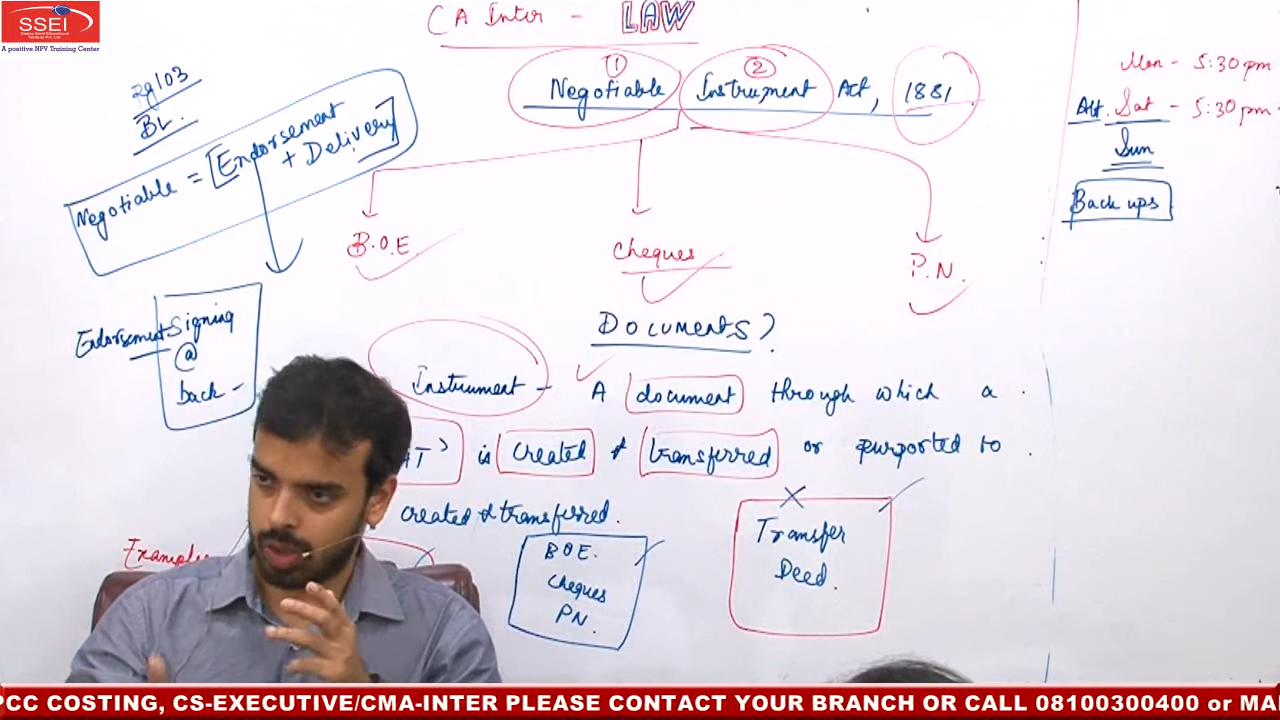 SSEI
A positive NPV Training Center
CA Inter - LAW
① ②
Negotiable Instrument Act, 1881
B.O.E
Cheques
P.N.
BL.
Negotiable = [Endorsement
+ Delivery]
Endorsement Signing
@
back -
Documents?
Instrument - A document through which a
is created & transferred or purported to
created & transferred.
BOE.
Cheques
PN.
Transfer
Deed.
Mon - 5:30 pm
Alt. Sat - 5:30 pm
Sun
Back ups
PCC COSTING, CS-EXECUTIVE/CMA-INTER PLEASE CONTACT YOUR BRANCH OR CALL 08100300400 or MA